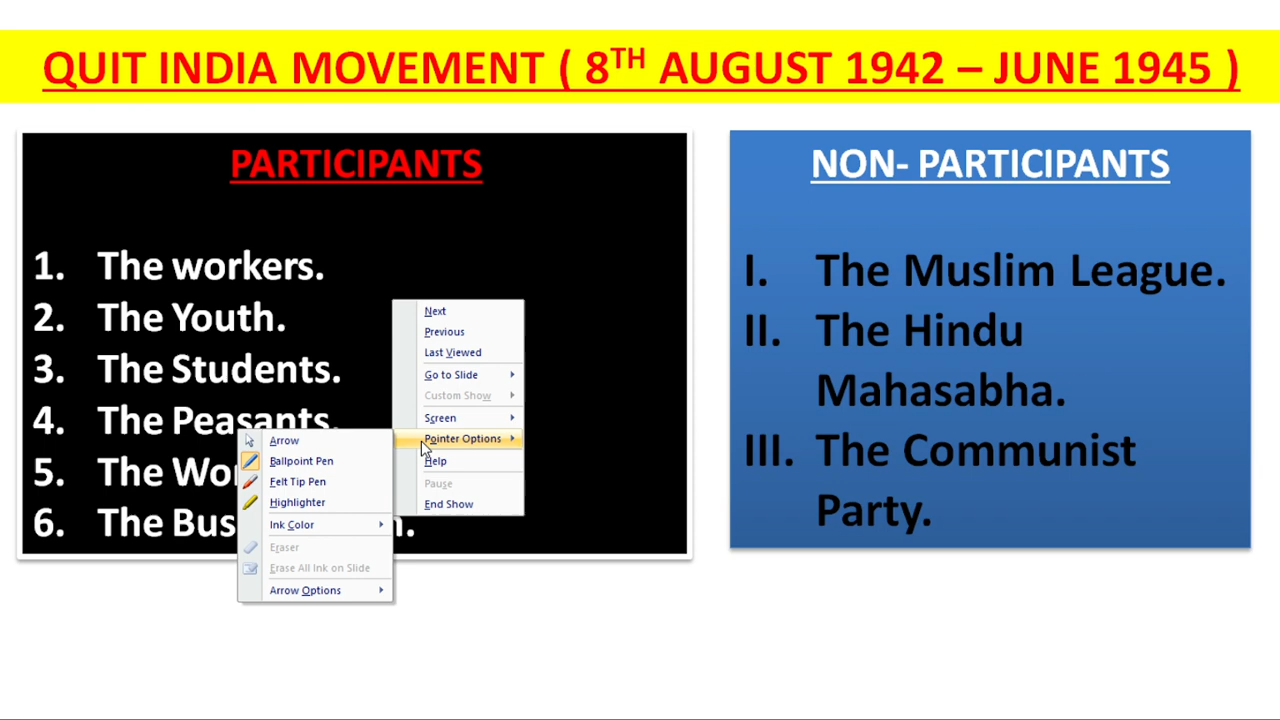 QUIT INDIA MOVEMENT ( 8TH AUGUST 1942 – JUNE 1945 )
PARTICIPANTS
1. The workers.
2. The Youth.
3. The Students.
4. The Peasants.
5. The
6. The
NON- PARTICIPANTS
I. The Muslim League.
II. The Hindu
Mahasabha.
III. The Communist
Party.
Next
Previous
Last Viewed
Go to Slide
Custom Show
Screen
Pointer Options
Help
Pause
End Show
Arrow
Ballpoint Pen
Felt Tip Pen
Highlighter
Ink Color
Eraser
Erase All Ink on Slide
Arrow Options